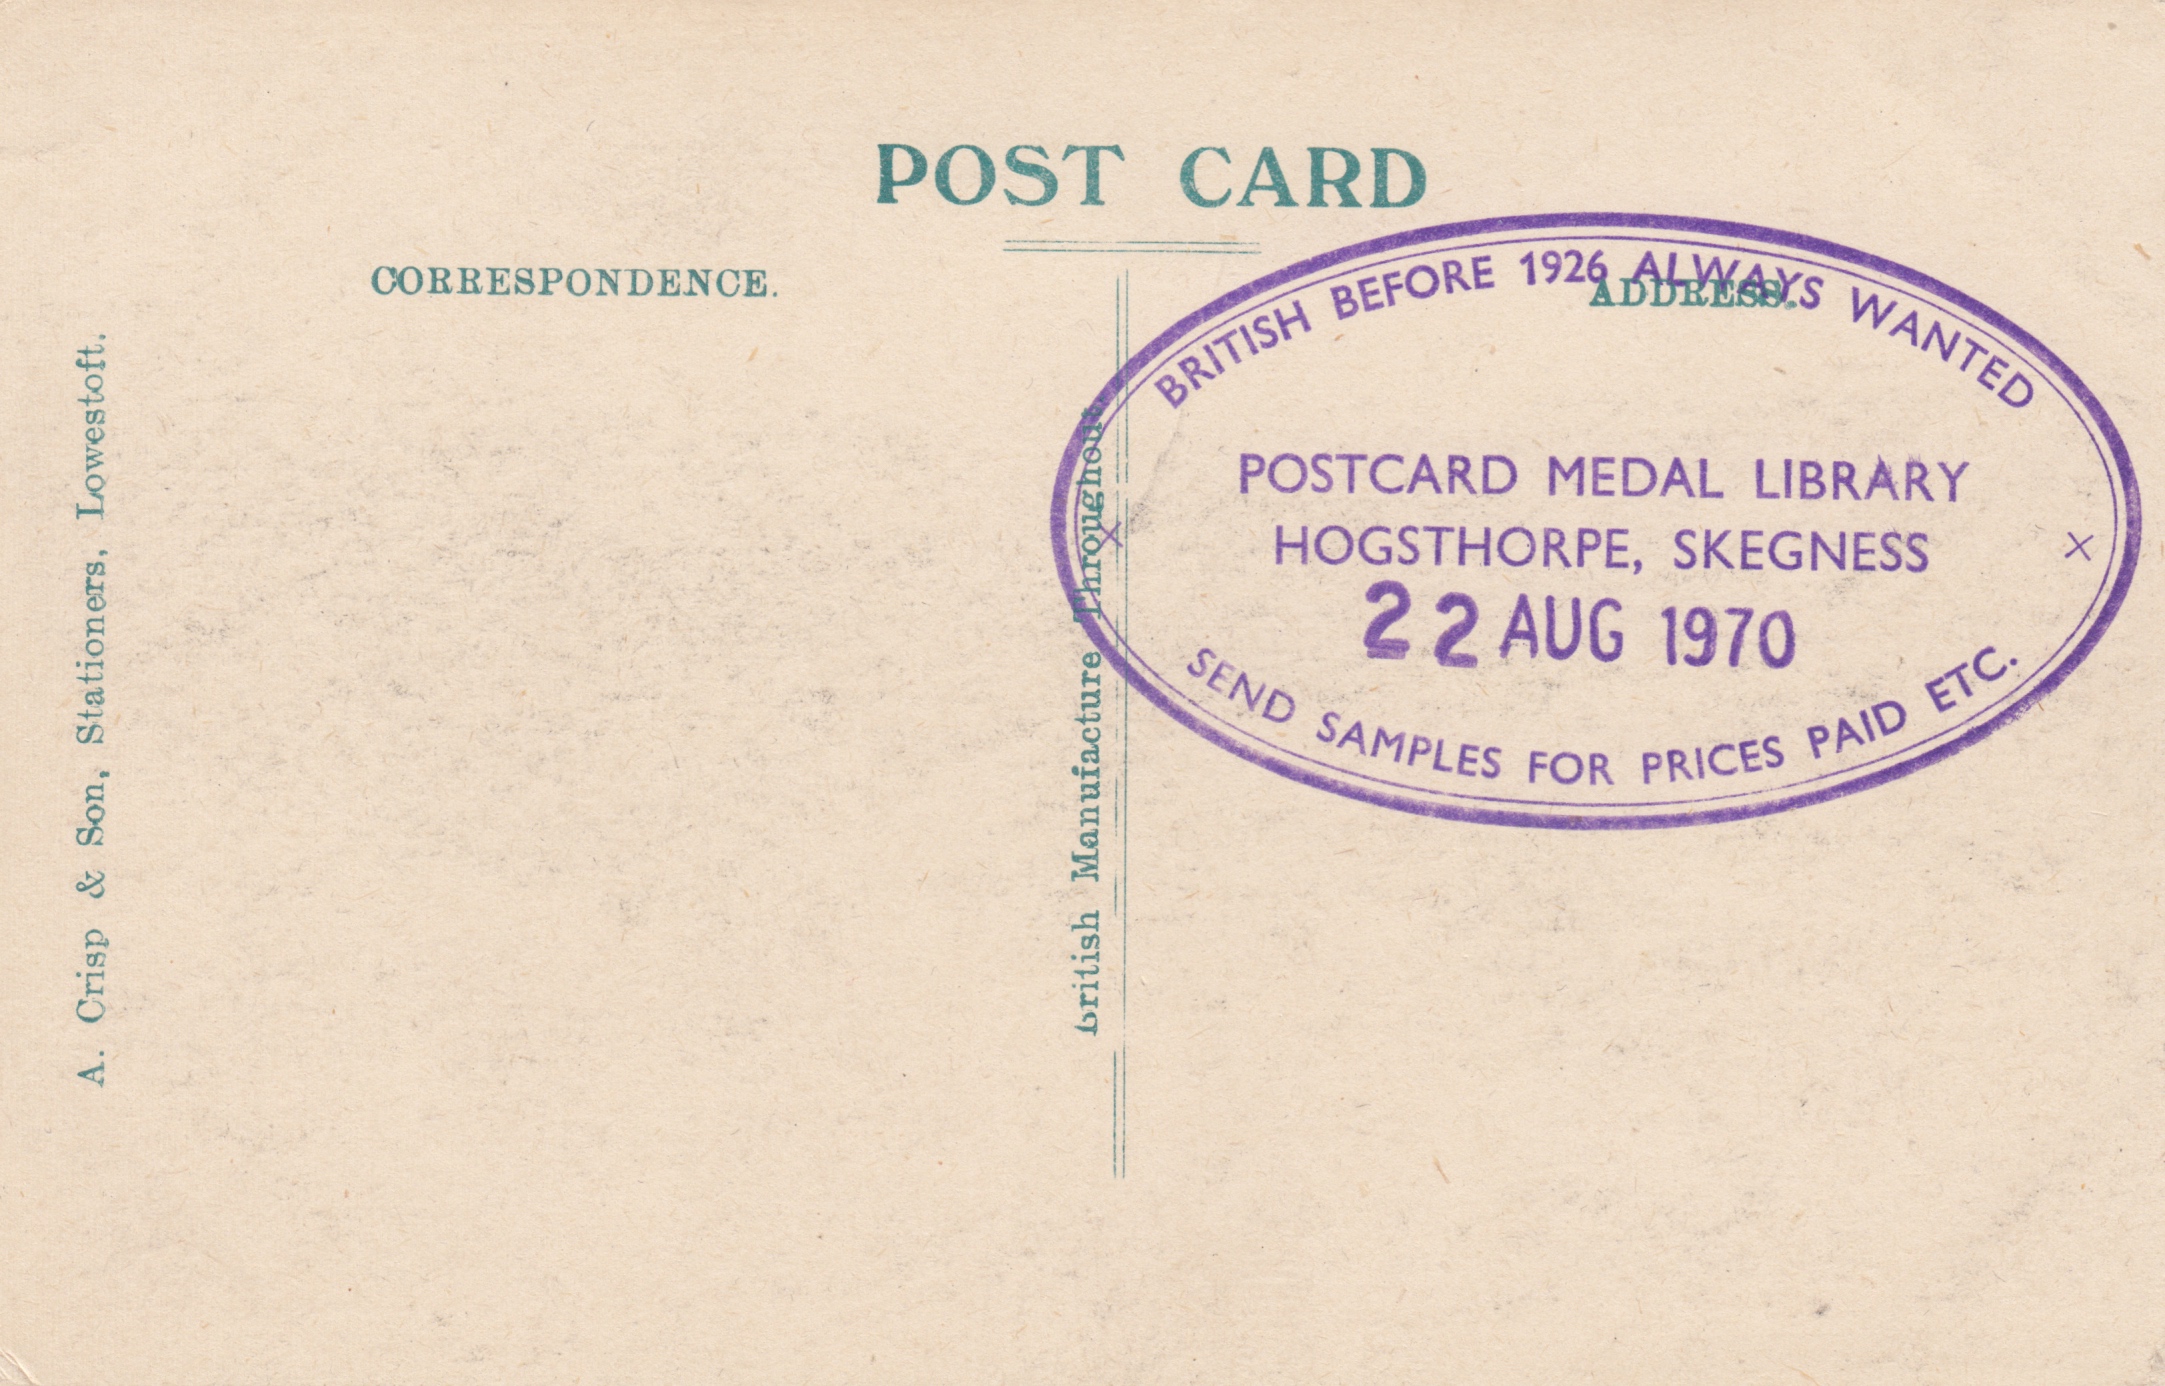 POST CARD
CORRESPONDENCE.
ADDRESS.
A. Crisp & Son, Stationers, Lowestoft.
British Manufacture Throughout.
BRITISH BEFORE 1926 ALWAYS WANTED
POSTCARD MEDAL LIBRARY
HOGSTHORPE, SKEGNESS
22 AUG 1970
SEND SAMPLES FOR PRICES PAID ETC.